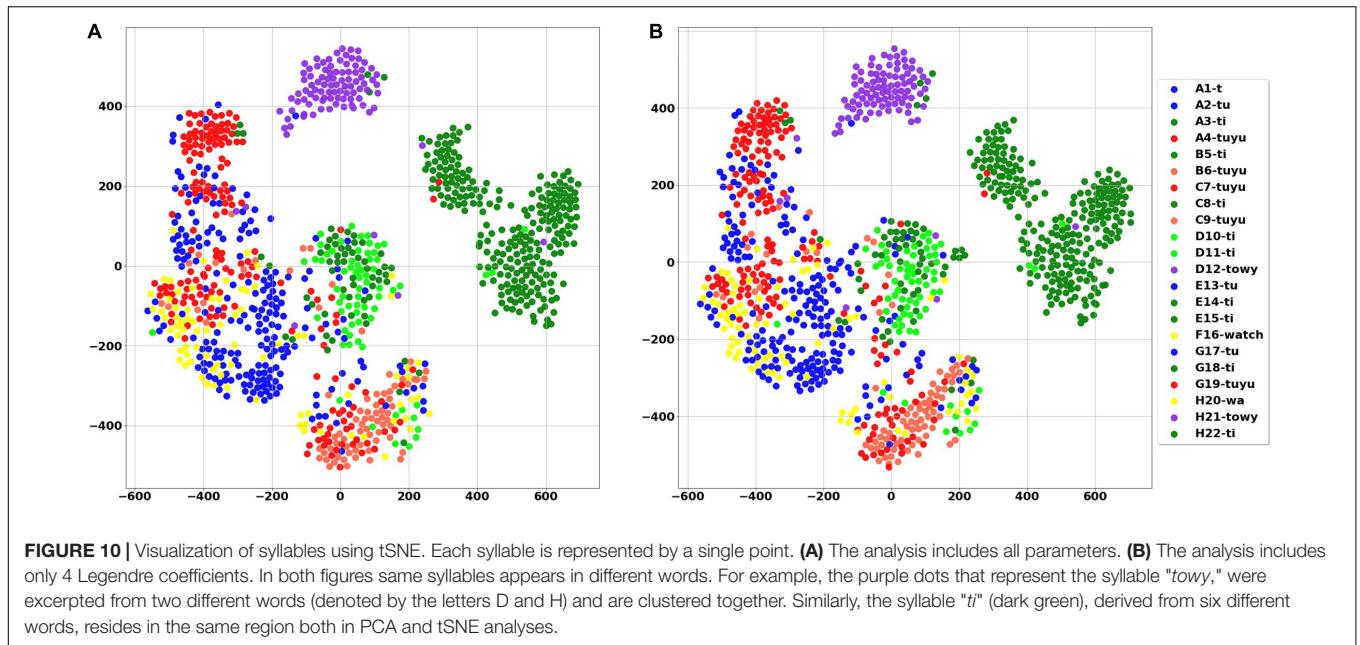 A
B
400
200
0
−200
−400
−600
−400
−200
0
200
400
600
400
200
0
−200
−400
−600
−400
−200
0
200
400
600
A1-t
A2-tu
A3-ti
A4-tuyu
B5-ti
B6-tuyu
C7-tuyu
C8-ti
C9-tuyu
D10-ti
D11-ti
D12-towy
E13-tu
E14-ti
E15-ti
F16-watch
G17-tu
G18-ti
G19-tuyu
H20-wa
H21-towy
H22-ti
FIGURE 10 | Visualization of syllables using tSNE. Each syllable is represented by a single point. (A) The analysis includes all parameters. (B) The analysis includes
only 4 Legendre coefficients. In both figures same syllables appears in different words. For example, the purple dots that represent the syllable "towy," were
excerpted from two different words (denoted by the letters D and H) and are clustered together. Similarly, the syllable "ti" (dark green), derived from six different
words, resides in the same region both in PCA and tSNE analyses.